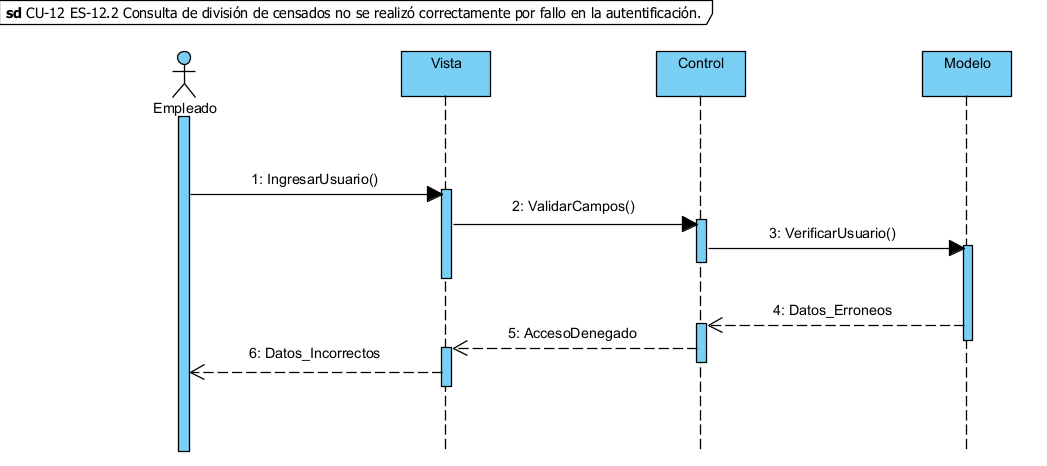 sd CU-12 ES-12.2 Consulta de división de censados no se realizó correctamente por fallo en la autentificación.
Empleado
Vista
Control
Modelo
1: IngresarUsuario()
2: ValidarCampos()
3: VerificarUsuario()
4: Datos_Erroneos
5: AccesoDenegado
6: Datos_Incorrectos